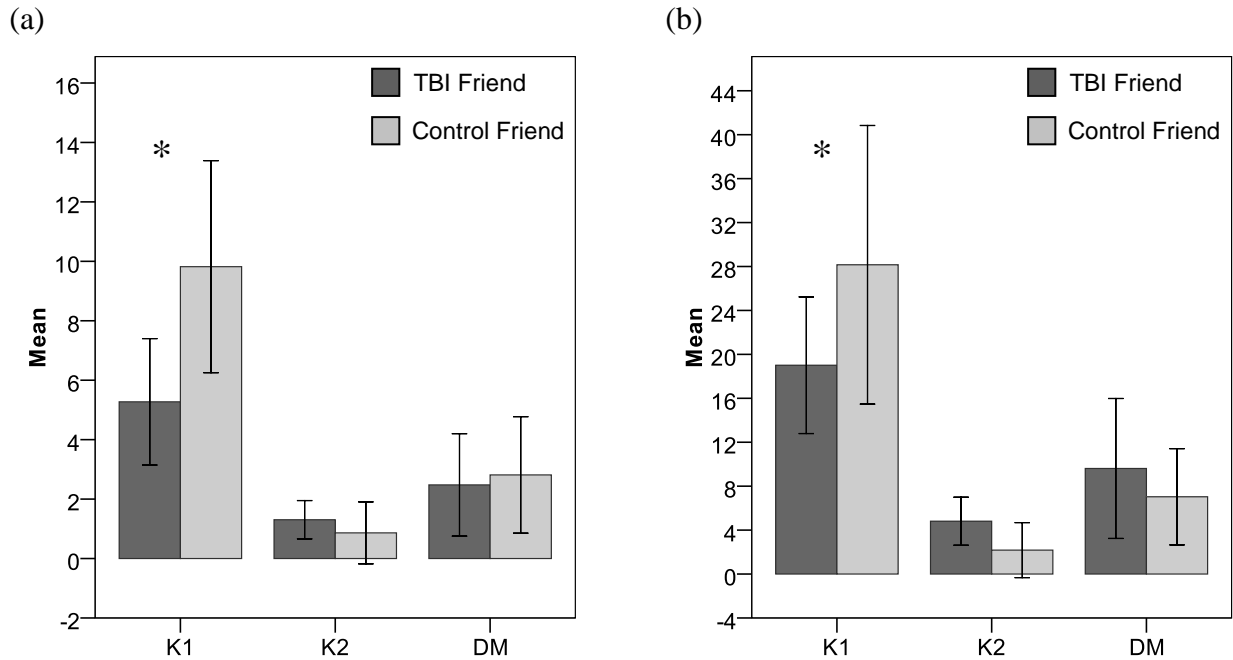 (a)
Mean
16
14
12
10
8
6
4
2
0
-2
*
TBI Friend
Control Friend
K1 K2 DM
(b)
Mean
44
40
36
32
28
24
20
16
12
8
4
0
-4
*
TBI Friend
Control Friend
K1 K2 DM